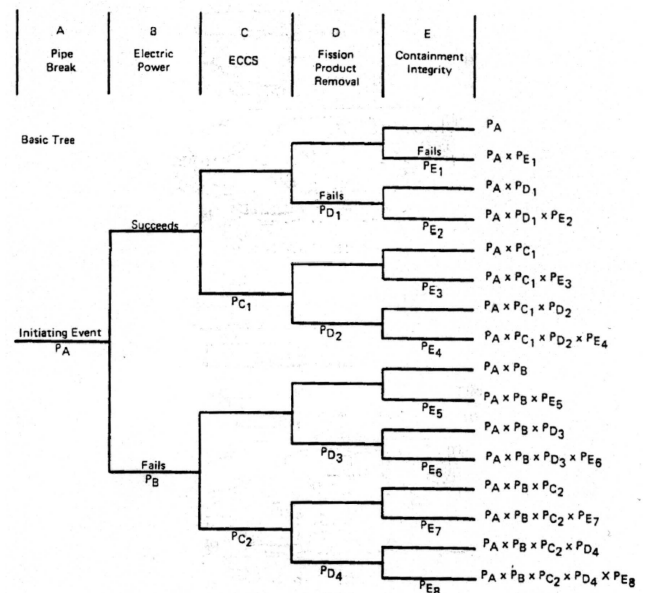 A B C D E
Pipe Break Electric Power ECCS Fission Product Removal Containment Integrity
Basic Tree
P_A
Fails
P_E1 P_A x P_E1
P_A x P_D1
Fails
P_D1
P_E2 P_A x P_D1 x P_E2
Succeeds
P_A x P_C1
P_C1
P_E3 P_A x P_C1 x P_E3
P_A x P_C1 x P_D2
P_D2
P_E4 P_A x P_C1 x P_D2 x P_E4
Initiating Event
P_A
P_A x P_B
P_E5 P_A x P_B x P_E5
P_A x P_B x P_D3
P_D3
P_E6 P_A x P_B x P_D3 x P_E6
Fails
P_B
P_A x P_B x P_C2
P_C2
P_E7 P_A x P_B x P_C2 x P_E7
P_A x P_B x P_C2 x P_D4
P_D4
P_E8 P_A x P_B x P_C2 x P_D4 X P_E8